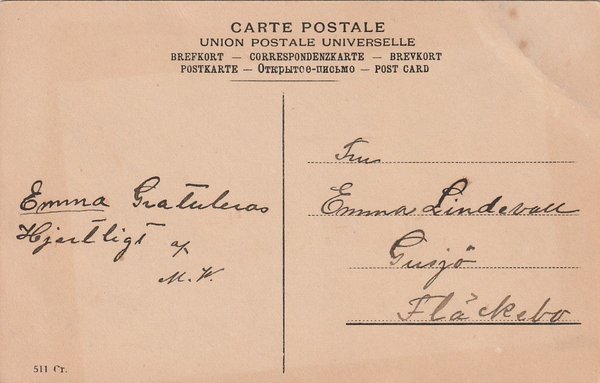 CARTE POSTALE
UNION POSTALE UNIVERSELLE
BREFKORT — CORRESPONDENZKARTE — BREVKORT
POSTKARTE — Открытое-письмо — POST CARD
Emma Gratuleras
Hjertligt af
M. W.
Fru
Emma Lindevall
Gusjö
Fläckebo
511 Cr.